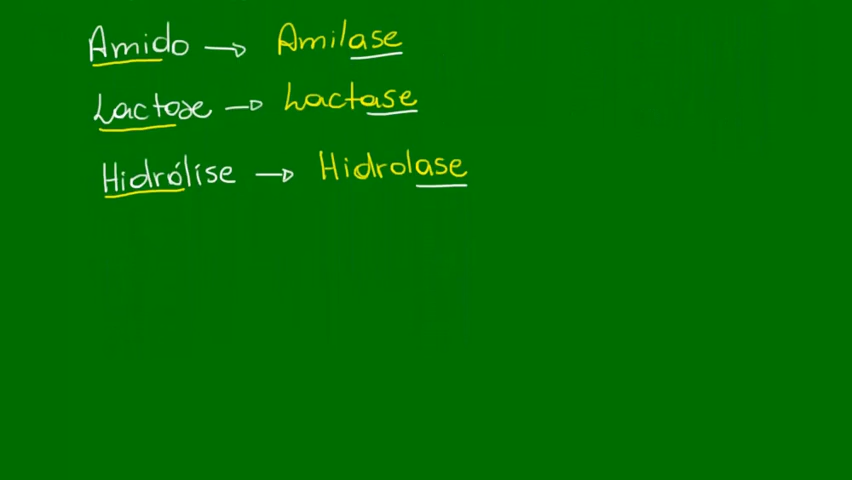 Amido → Amilase
Lactose → Lactase
Hidrólise → Hidrolase